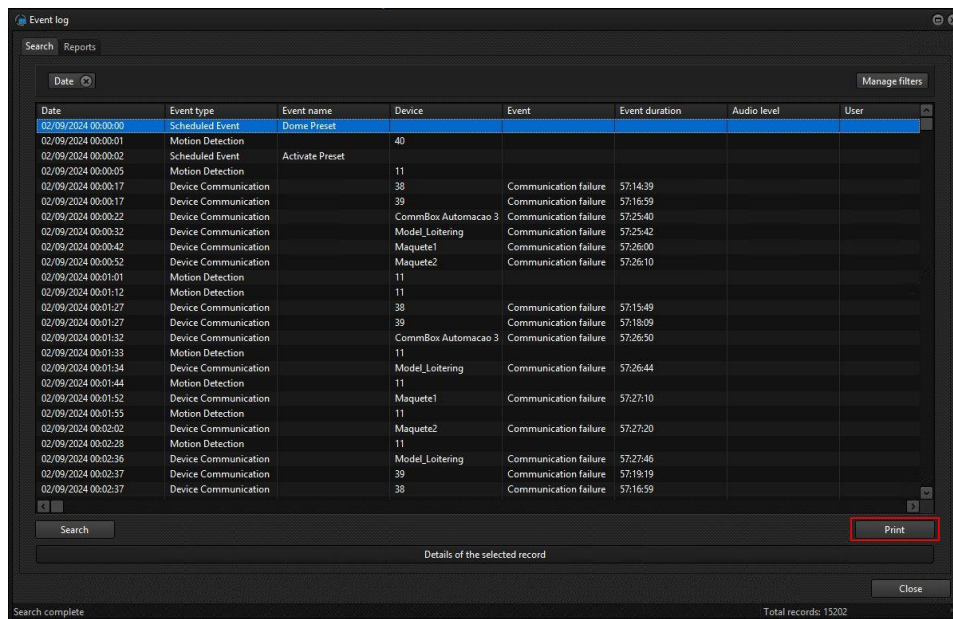 Event log
Search Reports
Date
Manage filters
Date Event type Event name Device Event Event duration Audio level User
02/09/2024 00:00:00 Scheduled Event Dome Preset
02/09/2024 00:00:01 Motion Detection 40
02/09/2024 00:00:02 Scheduled Event Activate Preset
02/09/2024 00:00:05 Motion Detection 11
02/09/2024 00:00:17 Device Communication 38 Communication failure 57:14:39
02/09/2024 00:00:17 Device Communication 39 Communication failure 57:16:59
02/09/2024 00:00:22 Device Communication CommBox Automacao 3 Communication failure 57:25:40
02/09/2024 00:00:32 Device Communication Model_Loitering Communication failure 57:25:42
02/09/2024 00:00:42 Device Communication Maquete1 Communication failure 57:26:00
02/09/2024 00:00:52 Device Communication Maquete2 Communication failure 57:26:10
02/09/2024 00:01:01 Motion Detection 11
02/09/2024 00:01:12 Motion Detection 11
02/09/2024 00:01:27 Device Communication 38 Communication failure 57:15:49
02/09/2024 00:01:27 Device Communication 39 Communication failure 57:18:09
02/09/2024 00:01:32 Device Communication CommBox Automacao 3 Communication failure 57:26:50
02/09/2024 00:01:33 Motion Detection 11
02/09/2024 00:01:34 Device Communication Model_Loitering Communication failure 57:26:44
02/09/2024 00:01:44 Motion Detection 11
02/09/2024 00:01:52 Device Communication Maquete1 Communication failure 57:27:10
02/09/2024 00:01:55 Motion Detection 11
02/09/2024 00:02:02 Device Communication Maquete2 Communication failure 57:27:20
02/09/2024 00:02:28 Motion Detection 11
02/09/2024 00:02:36 Device Communication Model_Loitering Communication failure 57:27:46
02/09/2024 00:02:37 Device Communication 39 Communication failure 57:19:19
02/09/2024 00:02:37 Device Communication 38 Communication failure 57:16:59
Search Print
Details of the selected record
Close
Search complete Total records: 15202